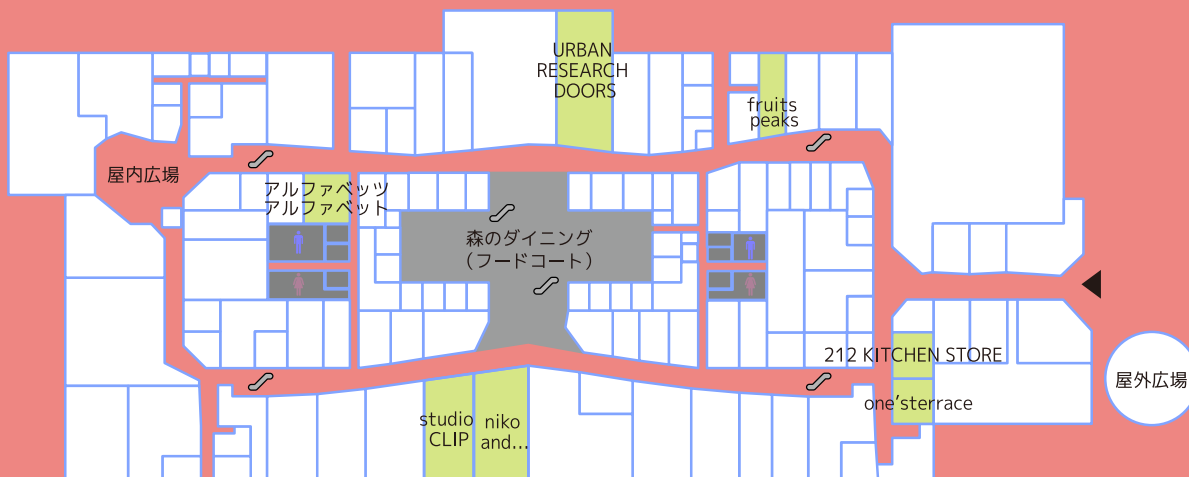 URBAN
RESEARCH
DOORS
fruits
peaks
屋内広場
アルファベッツ
アルファベット
森のダイニング
（フードコート）
212 KITCHEN STORE
屋外広場
one'sterrace
studio
CLIP
niko
and...